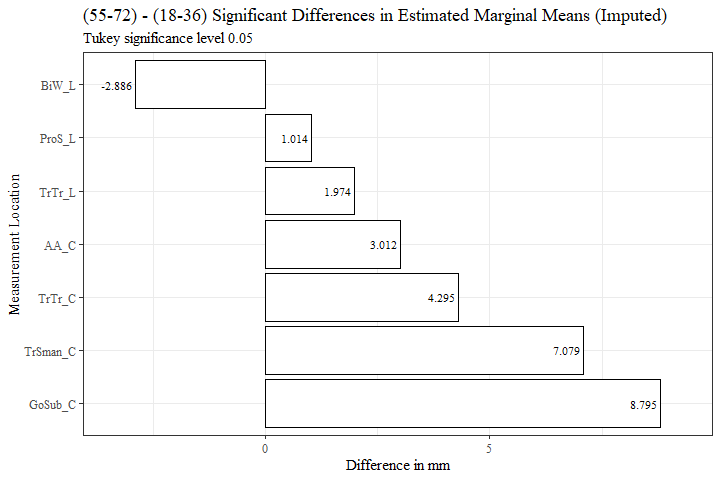 (55-72) - (18-36) Significant Differences in Estimated Marginal Means (Imputed)
Tukey significance level 0.05
BiW_L
-2.886
ProS_L
1.014
TrTr_L
1.974
AA_C
3.012
TrTr_C
4.295
TrSman_C
7.079
GoSub_C
8.795
Measurement Location
0
5
Difference in mm